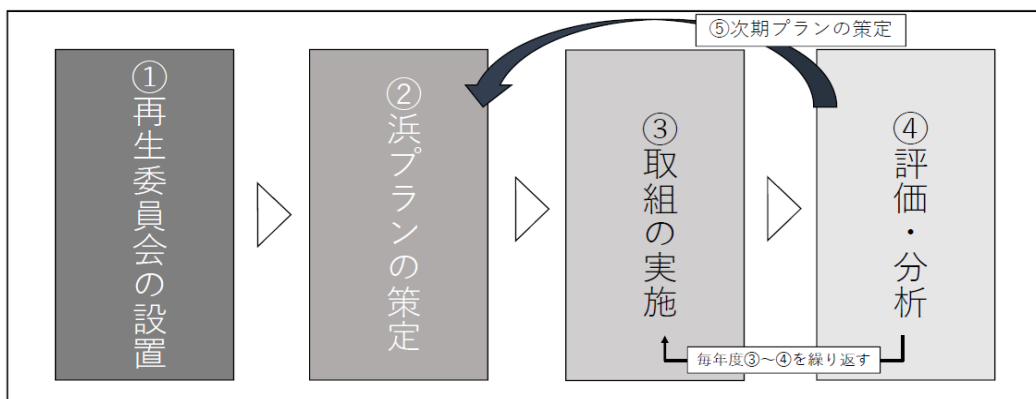 ⑤次期プランの策定
①再生委員会の設置
②浜プランの策定
③取組の実施
④評価・分析
毎年度③～④を繰り返す